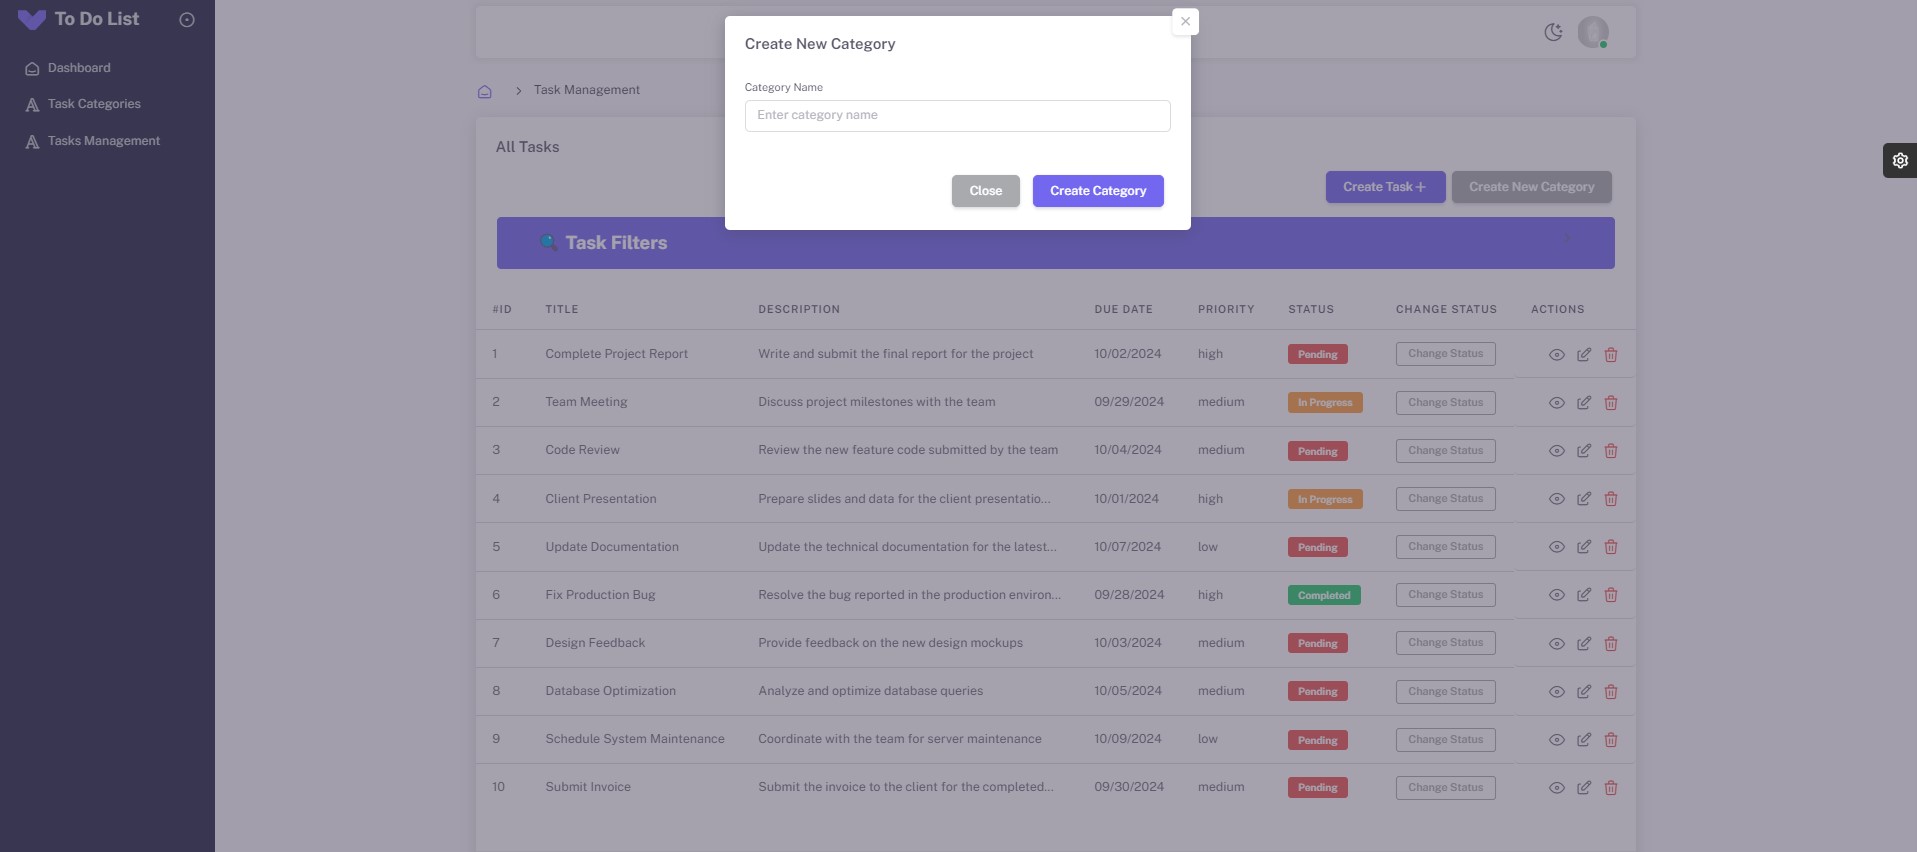 To Do List
Dashboard
Task Categories
Tasks Management
Task Management
Create New Category
Category Name
Enter category name
Close
Create Category
All Tasks
Create Task+
Create New Category
Task Filters
#ID TITLE DESCRIPTION DUE DATE PRIORITY STATUS CHANGE STATUS ACTIONS
1 Complete Project Report Write and submit the final report for the project 10/02/2024 high Pending Change Status
2 Team Meeting Discuss project milestones with the team 09/29/2024 medium In Progress Change Status
3 Code Review Review the new feature code submitted by the team 10/04/2024 medium Pending Change Status
4 Client Presentation Prepare slides and data for the client presentatio... 10/01/2024 high In Progress Change Status
5 Update Documentation Update the technical documentation for the latest... 10/07/2024 low Pending Change Status
6 Fix Production Bug Resolve the bug reported in the production environ... 09/28/2024 high Completed Change Status
7 Design Feedback Provide feedback on the new design mockups 10/03/2024 medium Pending Change Status
8 Database Optimization Analyze and optimize database queries 10/05/2024 medium Pending Change Status
9 Schedule System Maintenance Coordinate with the team for server maintenance 10/09/2024 low Pending Change Status
10 Submit Invoice Submit the invoice to the client for the completed... 09/30/2024 medium Pending Change Status